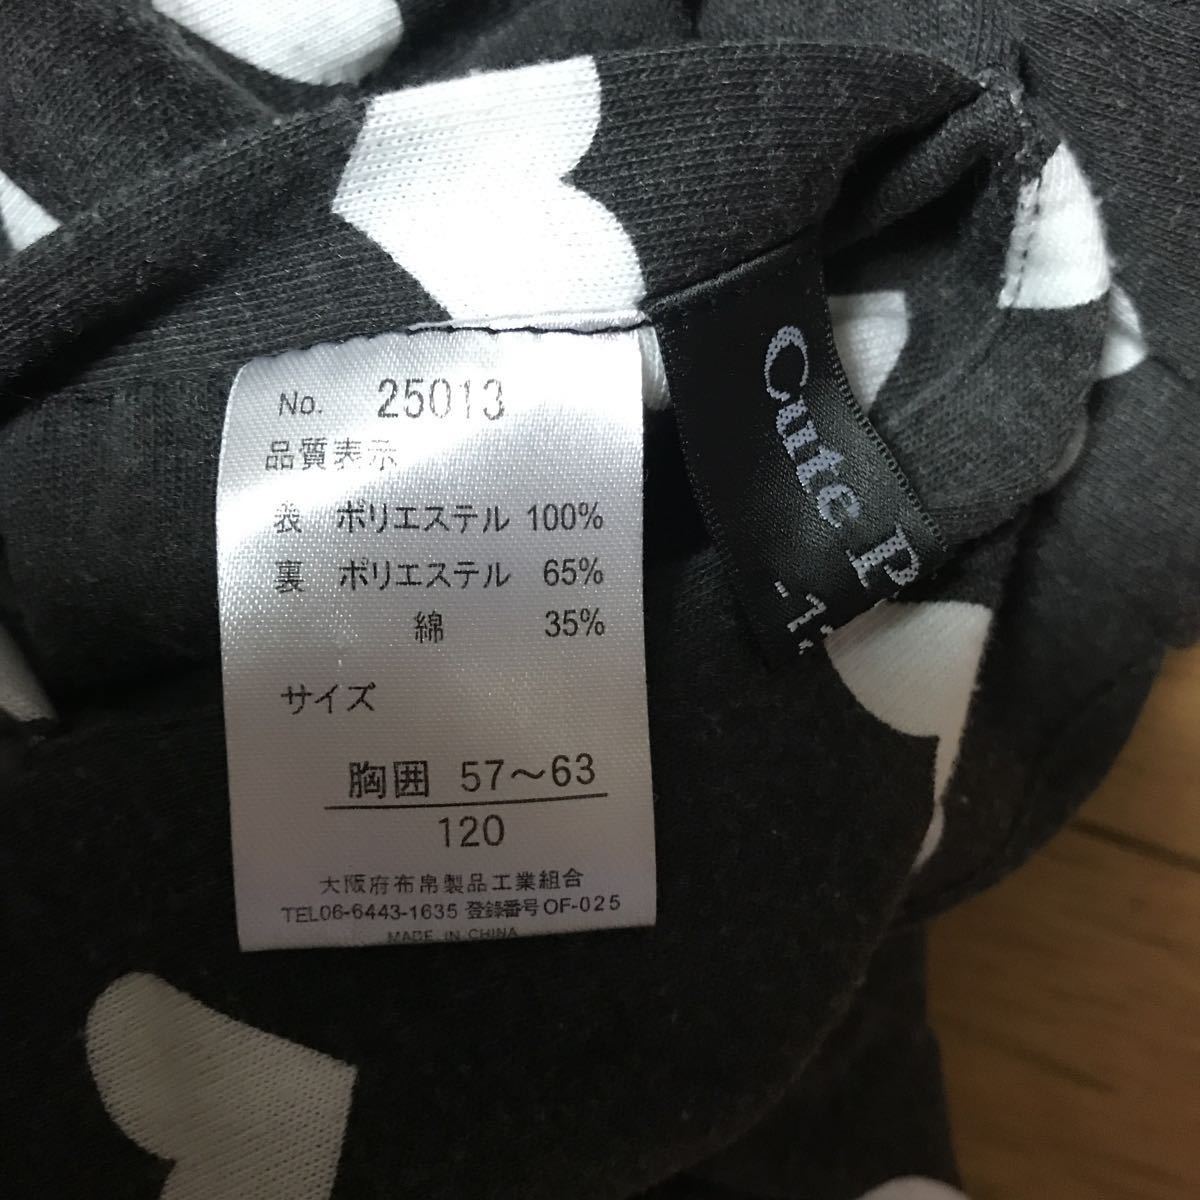 No. 25013
品質表示
表 ポリエステル 100%
裏 ポリエステル 65%
綿 35%
サイズ
胸囲 57〜63
120
大阪府布帛製品工業組合
TEL06-6443-1635 登録番号OF-025
MADE IN CHINA
Cute